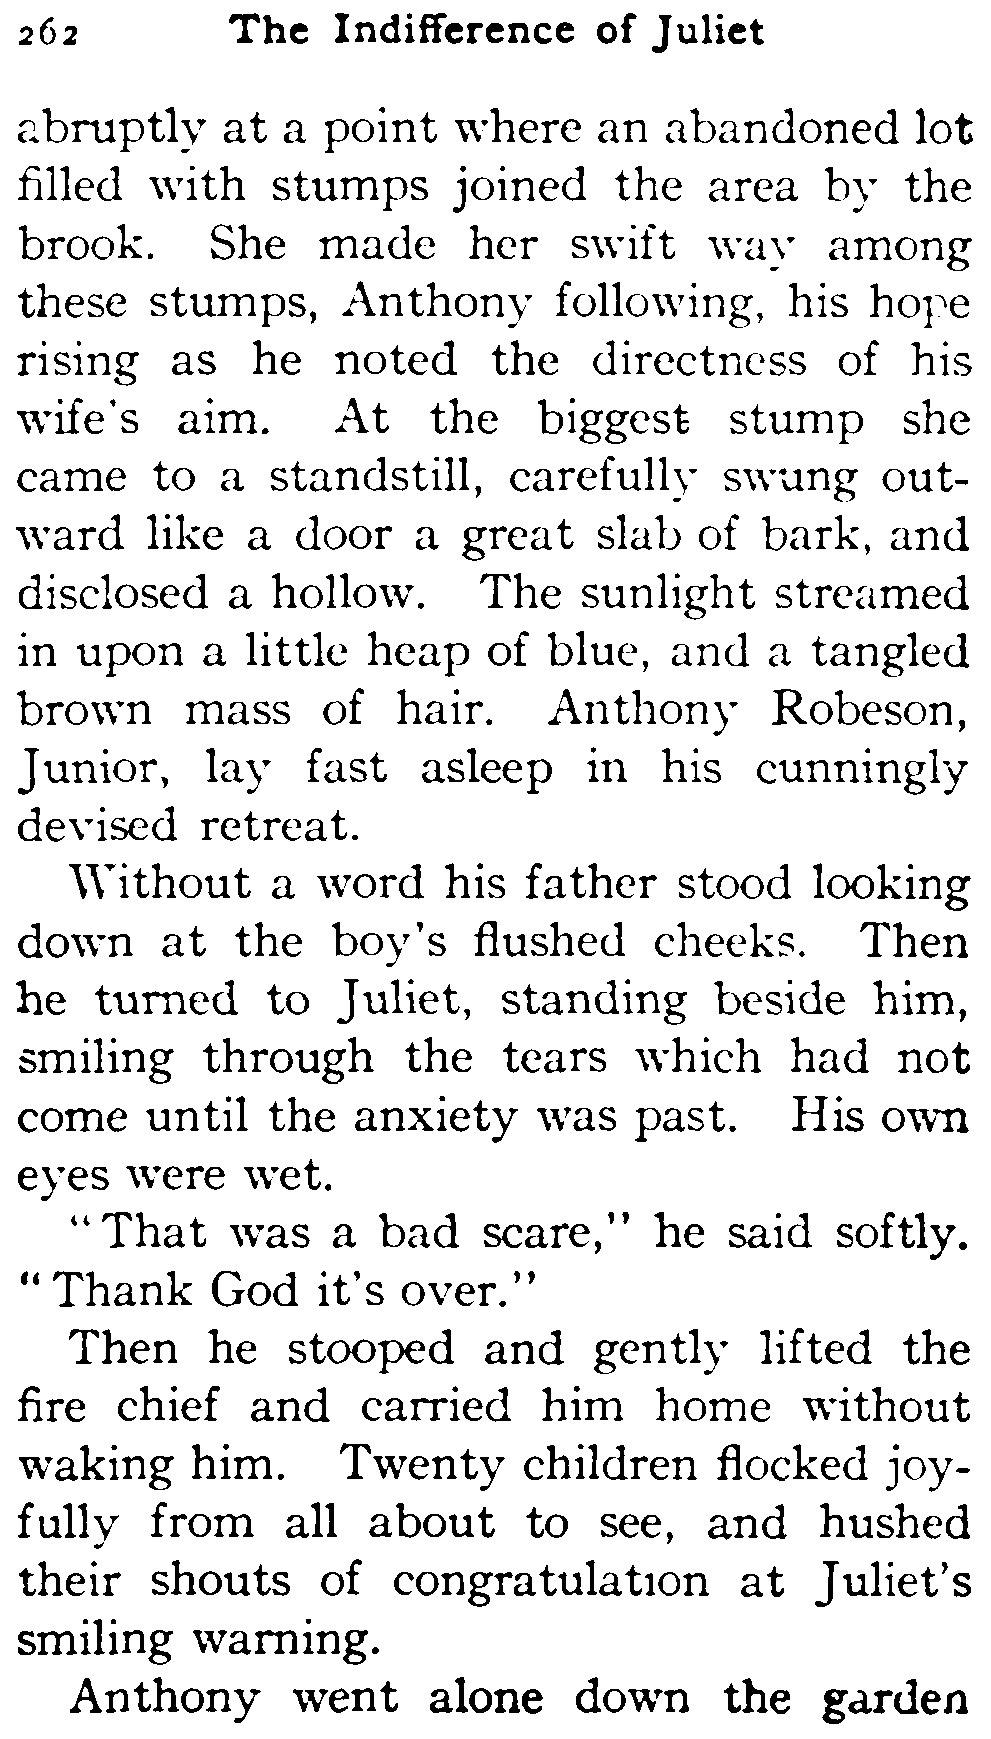 262 The Indifference of Juliet
abruptly at a point where an abandoned lot
filled with stumps joined the area by the
brook. She made her swift way among
these stumps, Anthony following, his hope
rising as he noted the directness of his
wife's aim. At the biggest stump she
came to a standstill, carefully swung out-
ward like a door a great slab of bark, and
disclosed a hollow. The sunlight streamed
in upon a little heap of blue, and a tangled
brown mass of hair. Anthony Robeson,
Junior, lay fast asleep in his cunningly
devised retreat.
Without a word his father stood looking
down at the boy's flushed cheeks. Then
he turned to Juliet, standing beside him,
smiling through the tears which had not
come until the anxiety was past. His own
eyes were wet.
"That was a bad scare," he said softly.
"Thank God it's over."
Then he stooped and gently lifted the
fire chief and carried him home without
waking him. Twenty children flocked joy-
fully from all about to see, and hushed
their shouts of congratulation at Juliet's
smiling warning.
Anthony went alone down the garden